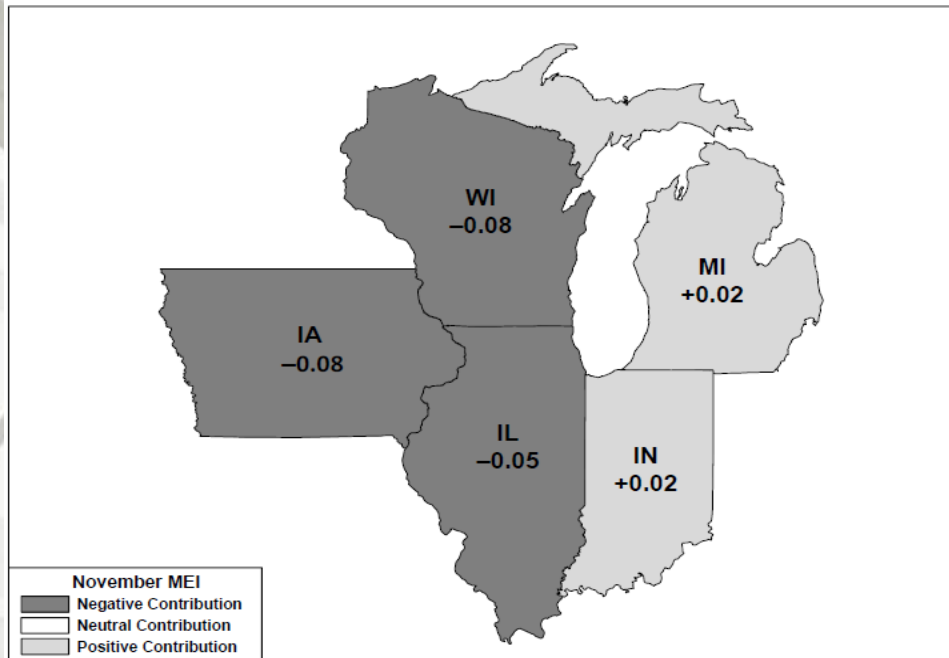 WI
–0.08
MI
+0.02
IA
–0.08
IL
–0.05
IN
+0.02
November MEI
Negative Contribution
Neutral Contribution
Positive Contribution